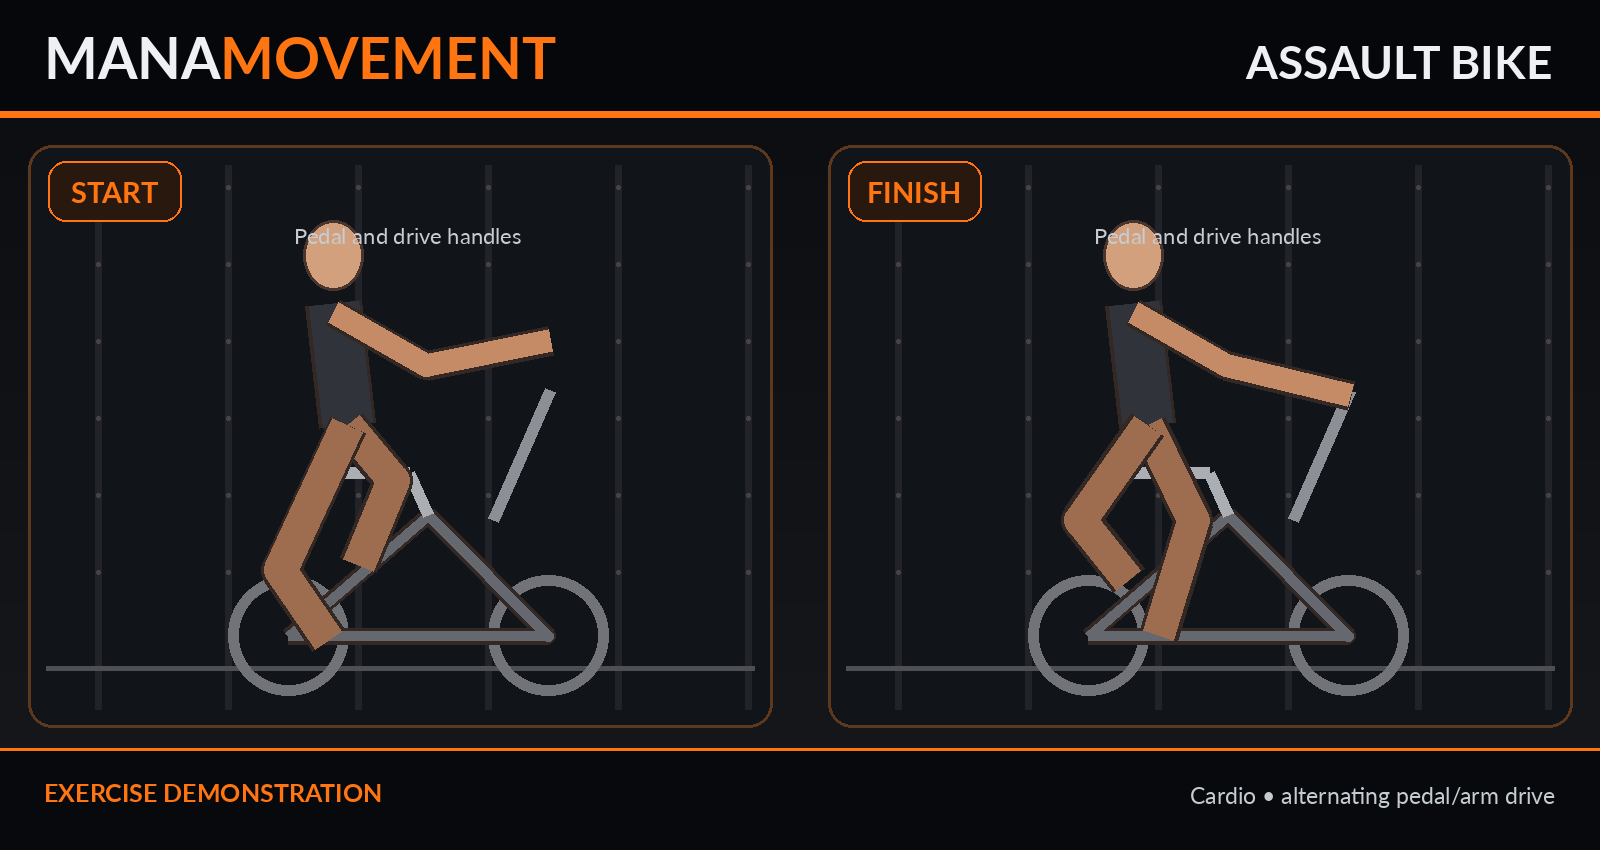 MANAMOVEMENT
ASSAULT BIKE
START
Pedal and drive handles
FINISH
Pedal and drive handles
EXERCISE DEMONSTRATION
Cardio • alternating pedal/arm drive